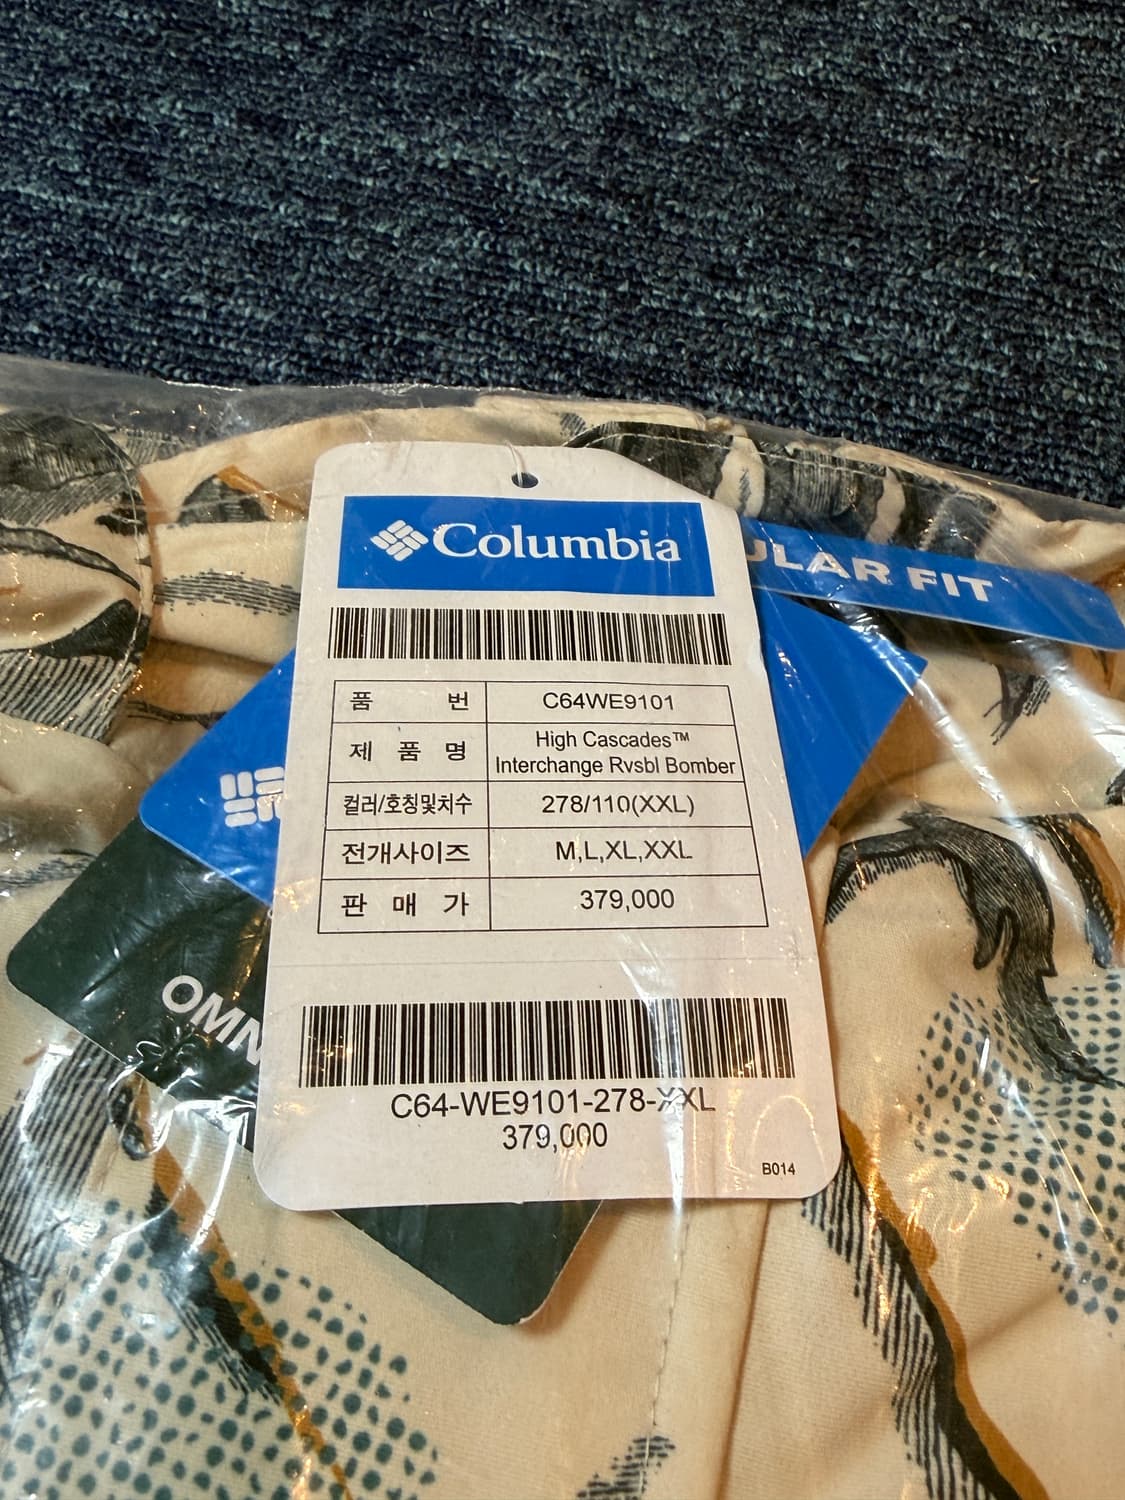 Columbia
ULAR FIT
품 번 C64WE9101
제 품 명 High Cascades™
Interchange Rvsbl Bomber
컬러/호칭및치수 278/110(XXL)
전개사이즈 M,L,XL,XXL
판 매 가 379,000
OMN
C64-WE9101-278-XXL
379,000
B014